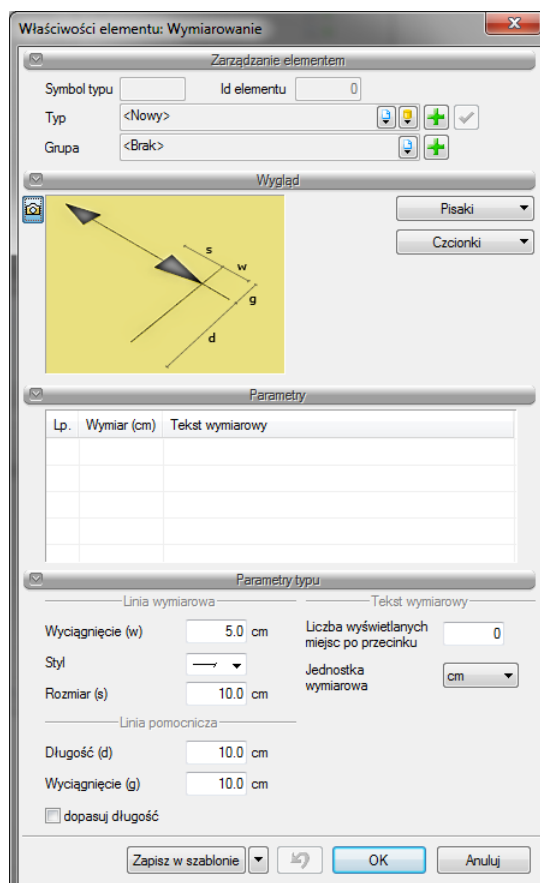 Właściwości elementu: Wymiarowanie
Zarządzanie elementem
Symbol typu Id elementu 0
Typ <Nowy>
Grupa <Brak>
Wygląd
Pisaki
Czcionki
s
w
g
d
Parametry
Lp. Wymiar (cm) Tekst wymiarowy
Parametry typu
Linia wymiarowa
Wyciągnięcie (w) 5.0 cm
Styl
Rozmiar (s) 10.0 cm
Linia pomocnicza
Długość (d) 10.0 cm
Wyciągnięcie (g) 10.0 cm
dopasuj długość
Tekst wymiarowy
Liczba wyświetlanych
miejsc po przecinku 0
Jednostka
wymiarowa cm
Zapisz w szablonie OK Anuluj